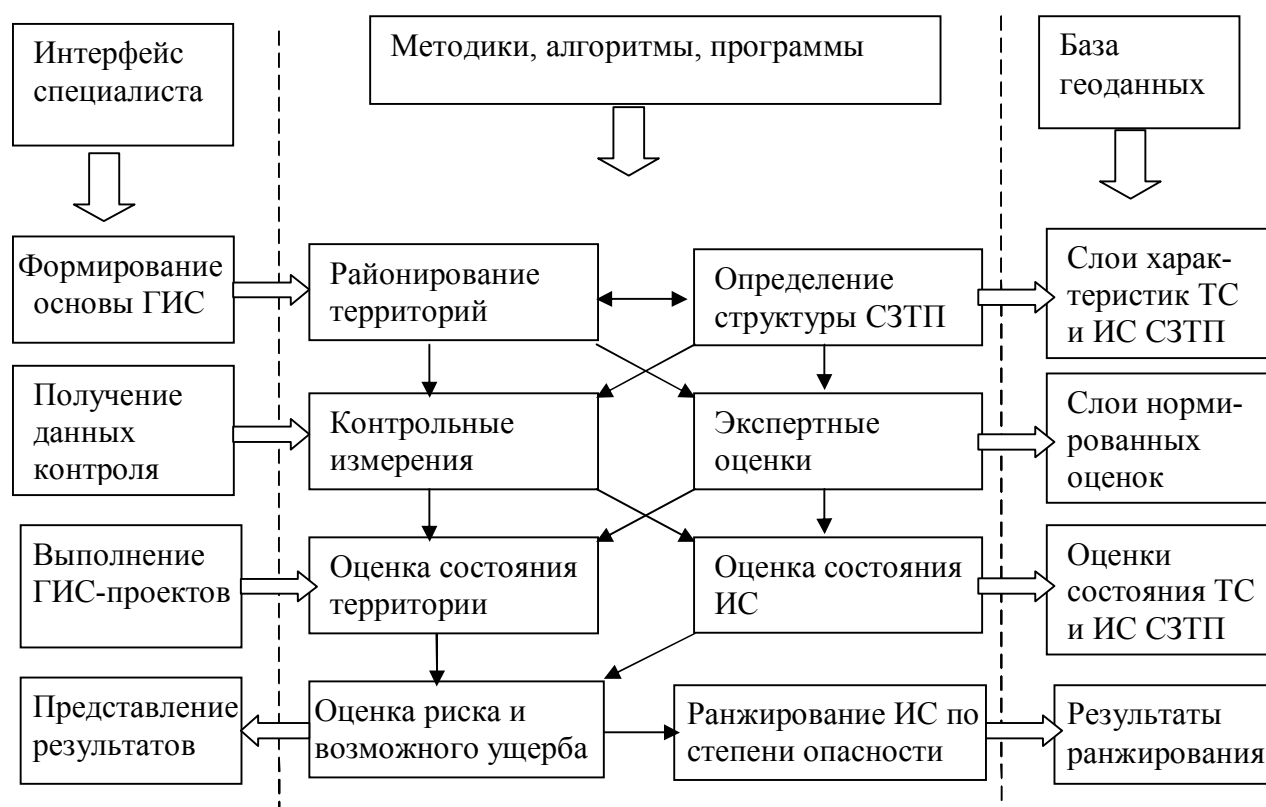 Интерфейс
специалиста
Методики, алгоритмы, программы
База
геоданных
Формирование
основы ГИС
Районирование
территорий
Определение
структуры СЗТП
Слои харак-
теристик ТС
и ИС СЗТП
Получение
данных
контроля
Контрольные
измерения
Экспертные
оценки
Слои норми-
рованных
оценок
Выполнение
ГИС-проектов
Оценка состояния
территории
Оценка состояния
ИС
Оценки
состояния ТС
и ИС СЗТП
Представление
результатов
Оценка риска и
возможного ущерба
Ранжирование ИС по
степени опасности
Результаты
ранжирования